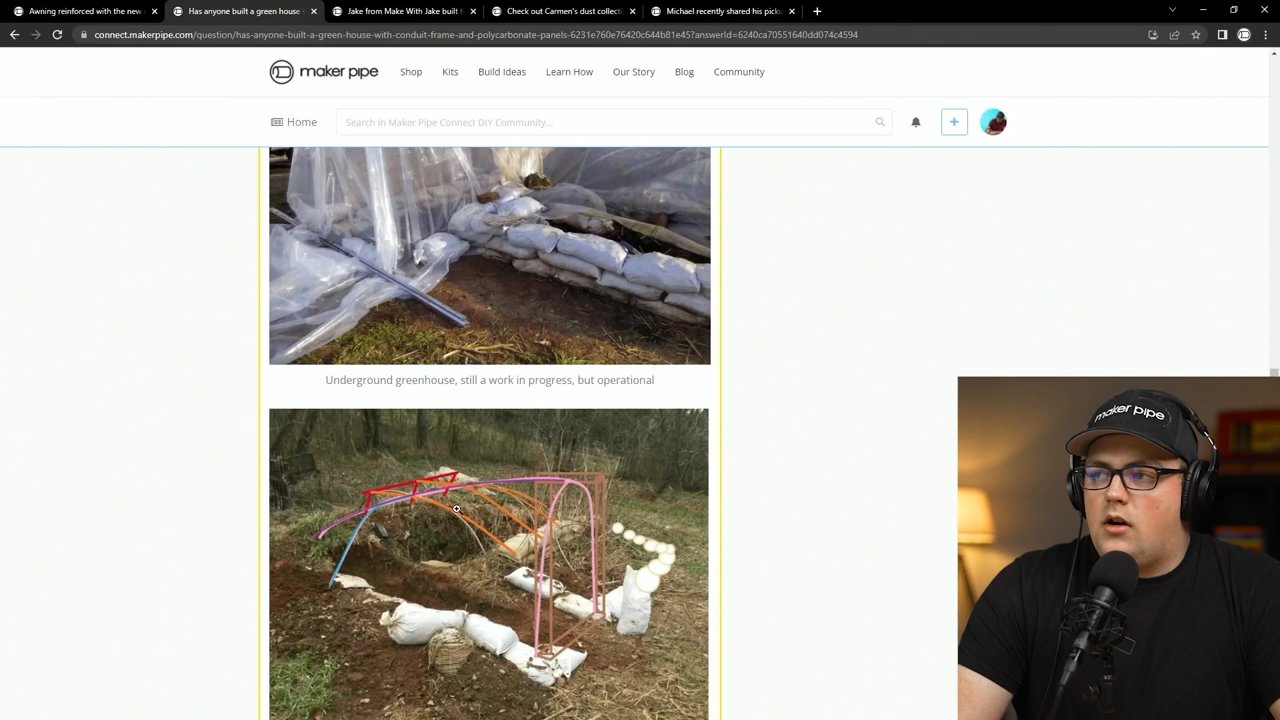 Awning reinforced with the new
Has anyone built a green house
Jake from Make With Jake built
Check out Carmen's dust collecti
Michael recently shared his pick
connect.makerpipe.com/question/has-anyone-built-a-green-house-with-conduit-frame-and-polycarbonate-panels-6231e760e76420c644b81e45?answerId=6240ca70551640dd074c4594
maker pipe Shop Kits Build Ideas Learn How Our Story Blog Community
Home Search in Maker Pipe Connect DIY Community...
Underground greenhouse, still a work in progress, but operational
maker pipe